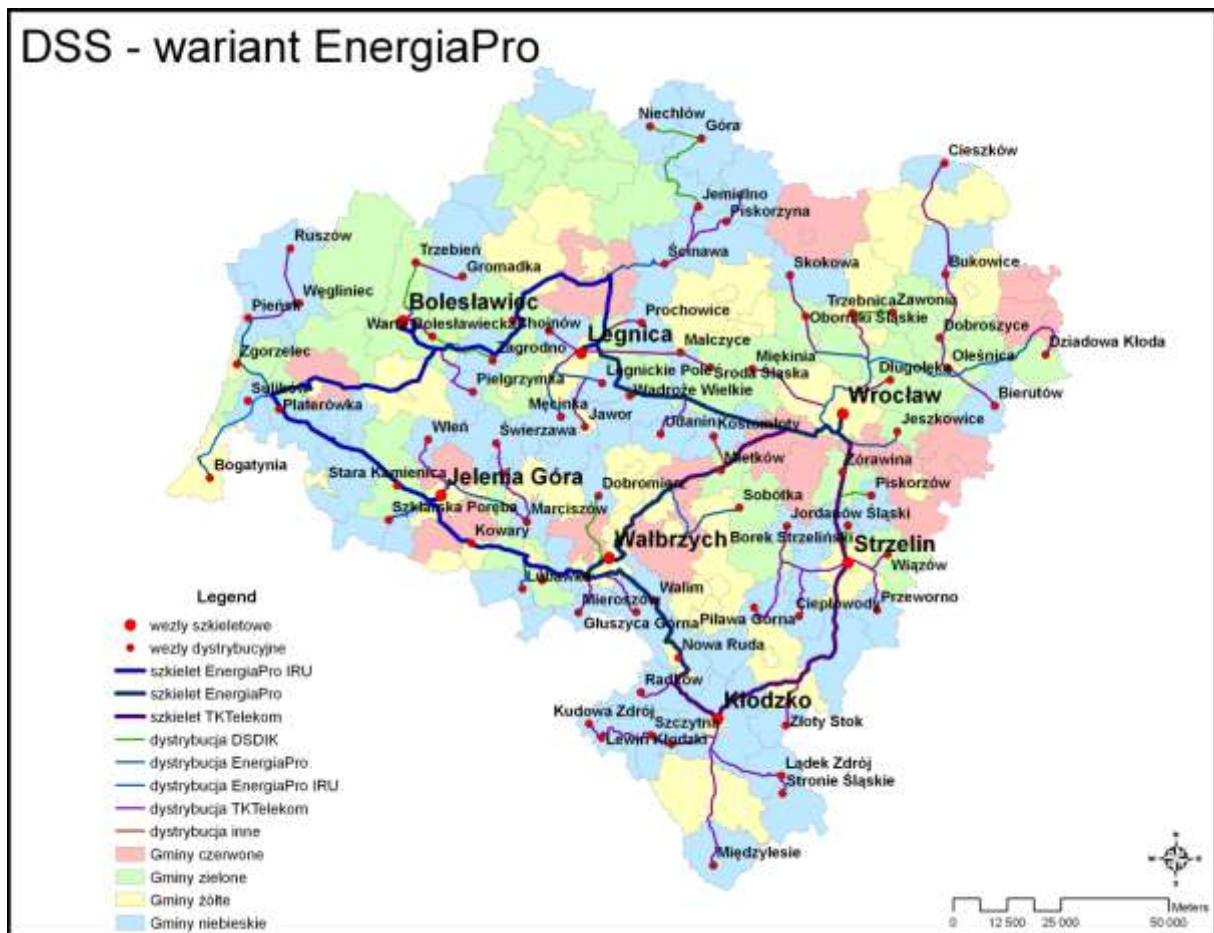 DSS - wariant EnergiaPro
Niechlów
Góra
Cieszków
Jemielno
Piskorzyna
Ruszów
Trzebień
Ścinawa
Gromadka
Skokowa
Bukowice
Węgliniec
Pieńsk
Bolesławiec
Trzebnica
Zawonia
Prochowice
Oborniki Śląskie
Warta Bolesławiecka
Chojnów
Dobroszyce
Legnica
Malczyce
Dziadowa Kłoda
Zgorzelec
Zagrodno
Miękinia
Oleśnica
Legnickie Pole
Środa Śląska
Długołęka
Sulików
Pielgrzymka
Wądroże Wielkie
Bierutów
Platerówka
Męcinka
Jawor
Wrocław
Udanin
Kostomłoty
Jeszkowice
Wleń
Świerzawa
Bogatynia
Mietków
Żórawina
Stara Kamienica
Jelenia Góra
Dobromierz
Piskorzów
Sobótka
Szklarska Poręba
Marciszów
Jordanów Śląski
Kowary
Borek Strzeliński
Wałbrzych
Strzelin
Wiązów
Lubawka
Walim
Mieroszów
Przeworno
Głuszyca Górna
Piława Górna
Ciepłowody
Nowa Ruda
Radków
Kłodzko
Kudowa Zdrój
Szczytna
Złoty Stok
Lewin Kłodzki
Lądek Zdrój
Stronie Śląskie
Międzylesie
Legend
wezly szkieletowe
wezly dystrybucyjne
szkielet EnergiaPro IRU
szkielet EnergiaPro
szkielet TKTelekom
dystrybucja DSDIK
dystrybucja EnergiaPro
dystrybucja EnergiaPro IRU
dystrybucja TKTelekom
dystrybucja inne
Gminy czerwone
Gminy zielone
Gminy żółte
Gminy niebieskie
Meters
0 12 500 25 000 50 000